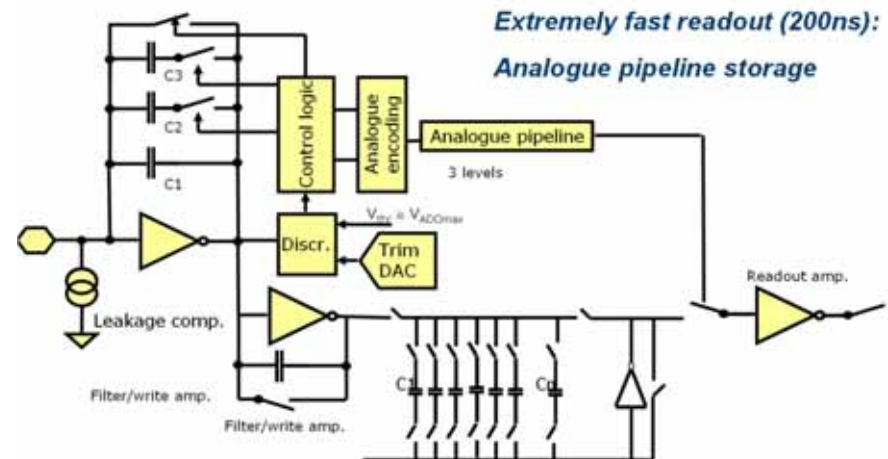 Extremely fast readout (200ns):
Analogue pipeline storage
C3
C2
C1
Control logic
Analogue encoding
Analogue pipeline
3 levels
Discr.
Trim
DAC
Readout amp.
Leakage comp.
C1
Filter/write amp.
Filter/write amp.